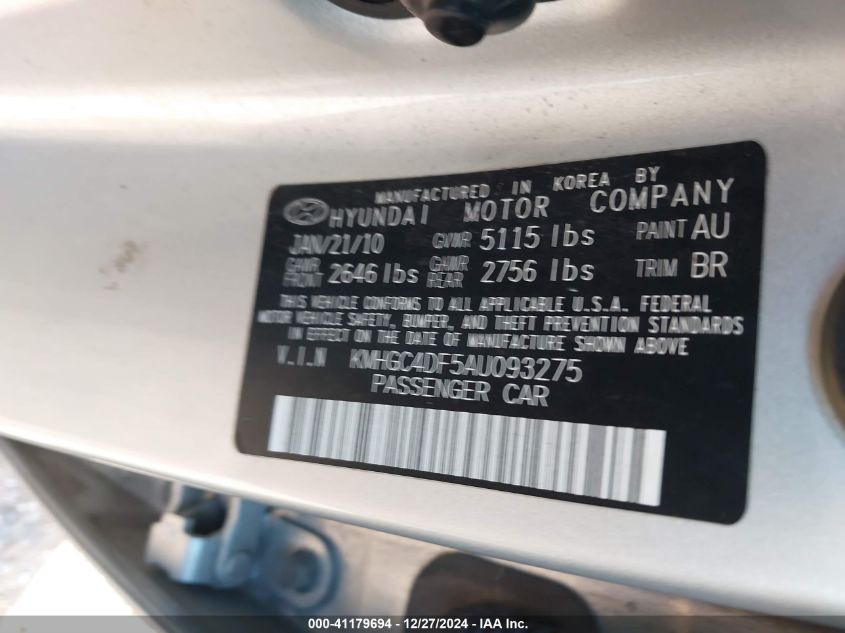 MANUFACTURED IN KOREA BY
HYUNDAI MOTOR COMPANY
JAN/21/10 GVWR 5115 lbs PAINT AU
GAWR FRONT 2646 lbs GAWR REAR 2756 lbs TRIM BR
THIS VEHICLE CONFORMS TO ALL APPLICABLE U.S.A. FEDERAL
MOTOR VEHICLE SAFETY, BUMPER, AND THEFT PREVENTION STANDARDS
IN EFFECT ON THE DATE OF MANUFACTURE SHOWN ABOVE
V.I.N KMHGC4DF5AU093275
PASSENGER CAR
000-41179694 - 12/27/2024 - IAA Inc.